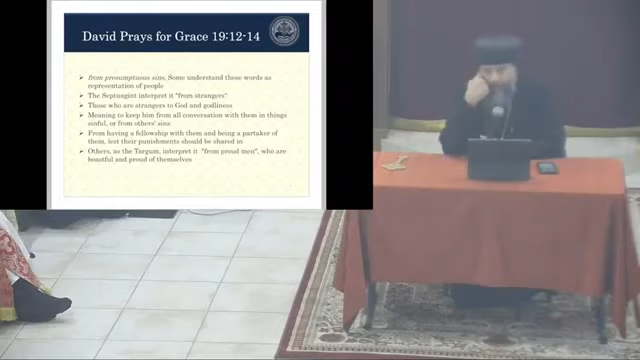 David Prays for Grace 19:12-14
from presumptuous sins, Some understand these words as
representation of people
The Septuagint interpret it "from strangers"
Those who are strangers to God and godliness
Meaning to keep him from all conversation with them in things
sinful, or from others' sins
From having a fellowship with them and being a partaker of
them, lest their punishments should be shared in
Others, as the Targum, interpret it "from proud men", who are
boastful and proud of themselves